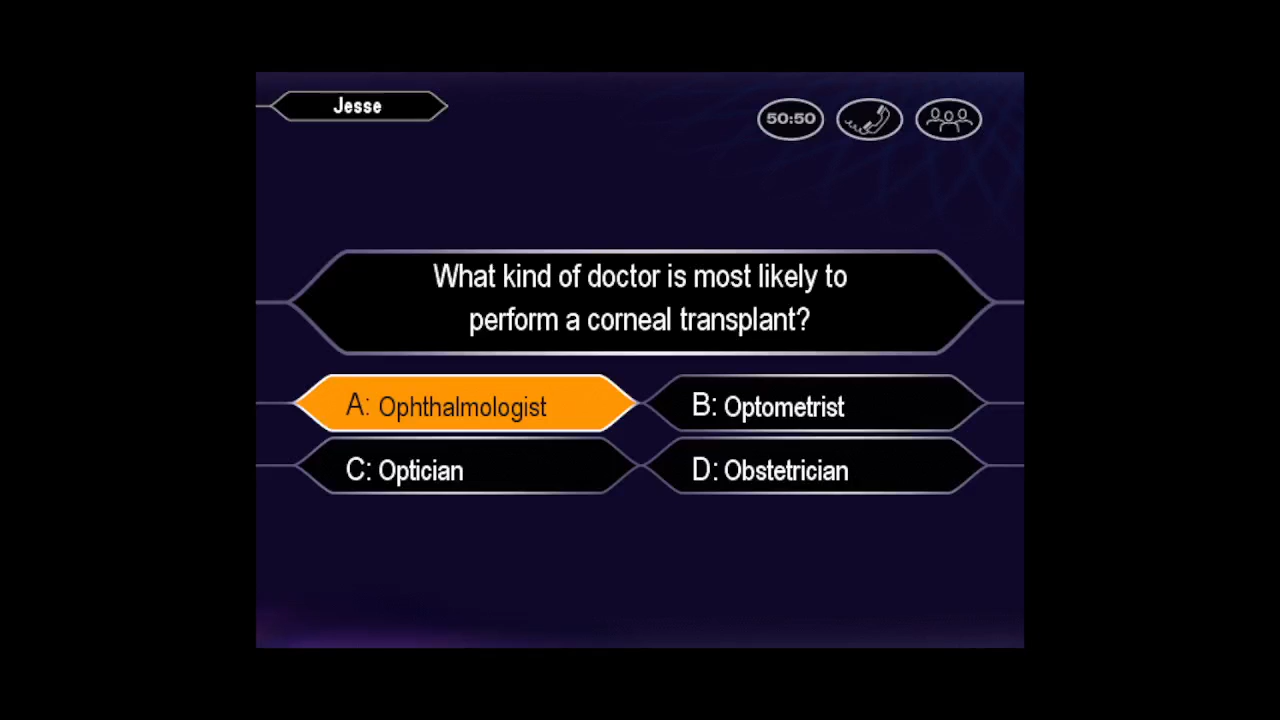 Jesse
50:50
What kind of doctor is most likely to
perform a corneal transplant?
A: Ophthalmologist
B: Optometrist
C: Optician
D: Obstetrician